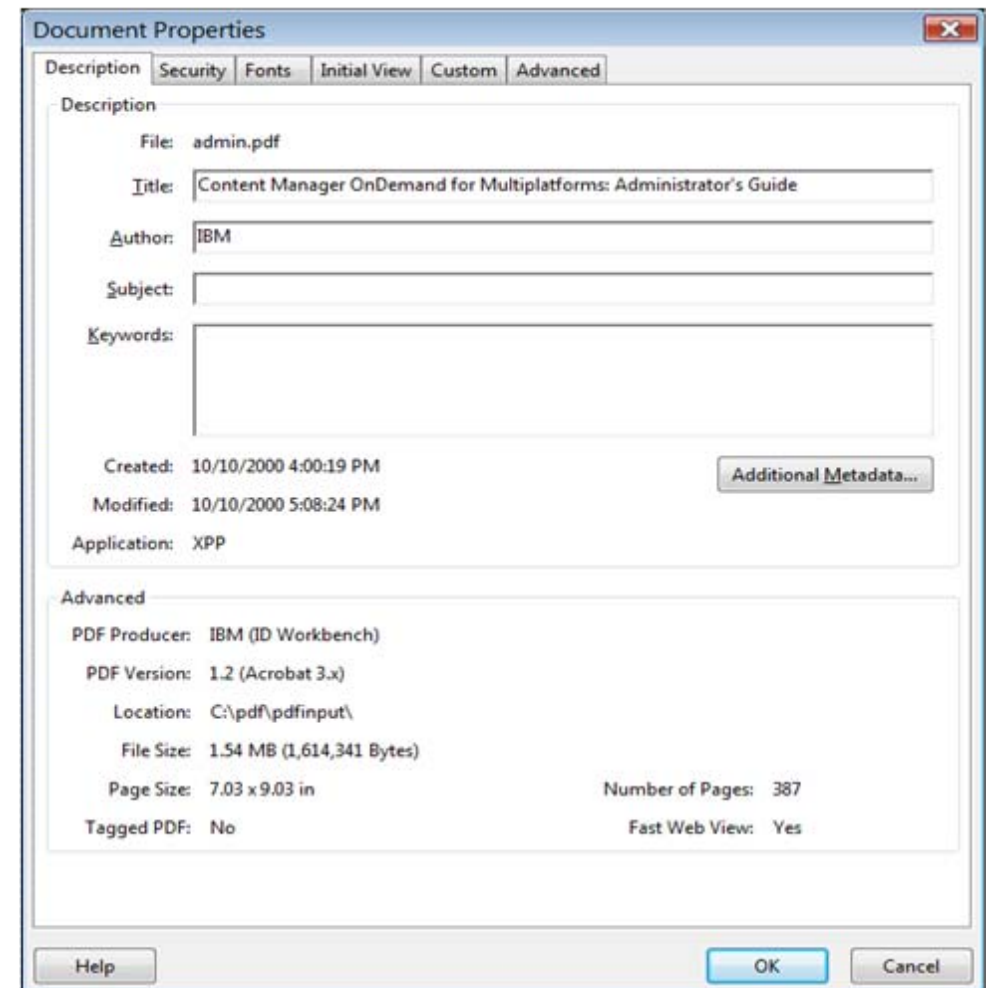 Document Properties
Description Security Fonts Initial View Custom Advanced
Description
File: admin.pdf
Title: Content Manager OnDemand for Multiplatforms: Administrator's Guide
Author: IBM
Subject:
Keywords:
Created: 10/10/2000 4:00:19 PM
Additional Metadata...
Modified: 10/10/2000 5:08:24 PM
Application: XPP
Advanced
PDF Producer: IBM (ID Workbench)
PDF Version: 1.2 (Acrobat 3.x)
Location: C:\pdf\pdfinput\
File Size: 1.54 MB (1,614,341 Bytes)
Page Size: 7.03 x 9.03 in Number of Pages: 387
Tagged PDF: No Fast Web View: Yes
Help OK Cancel